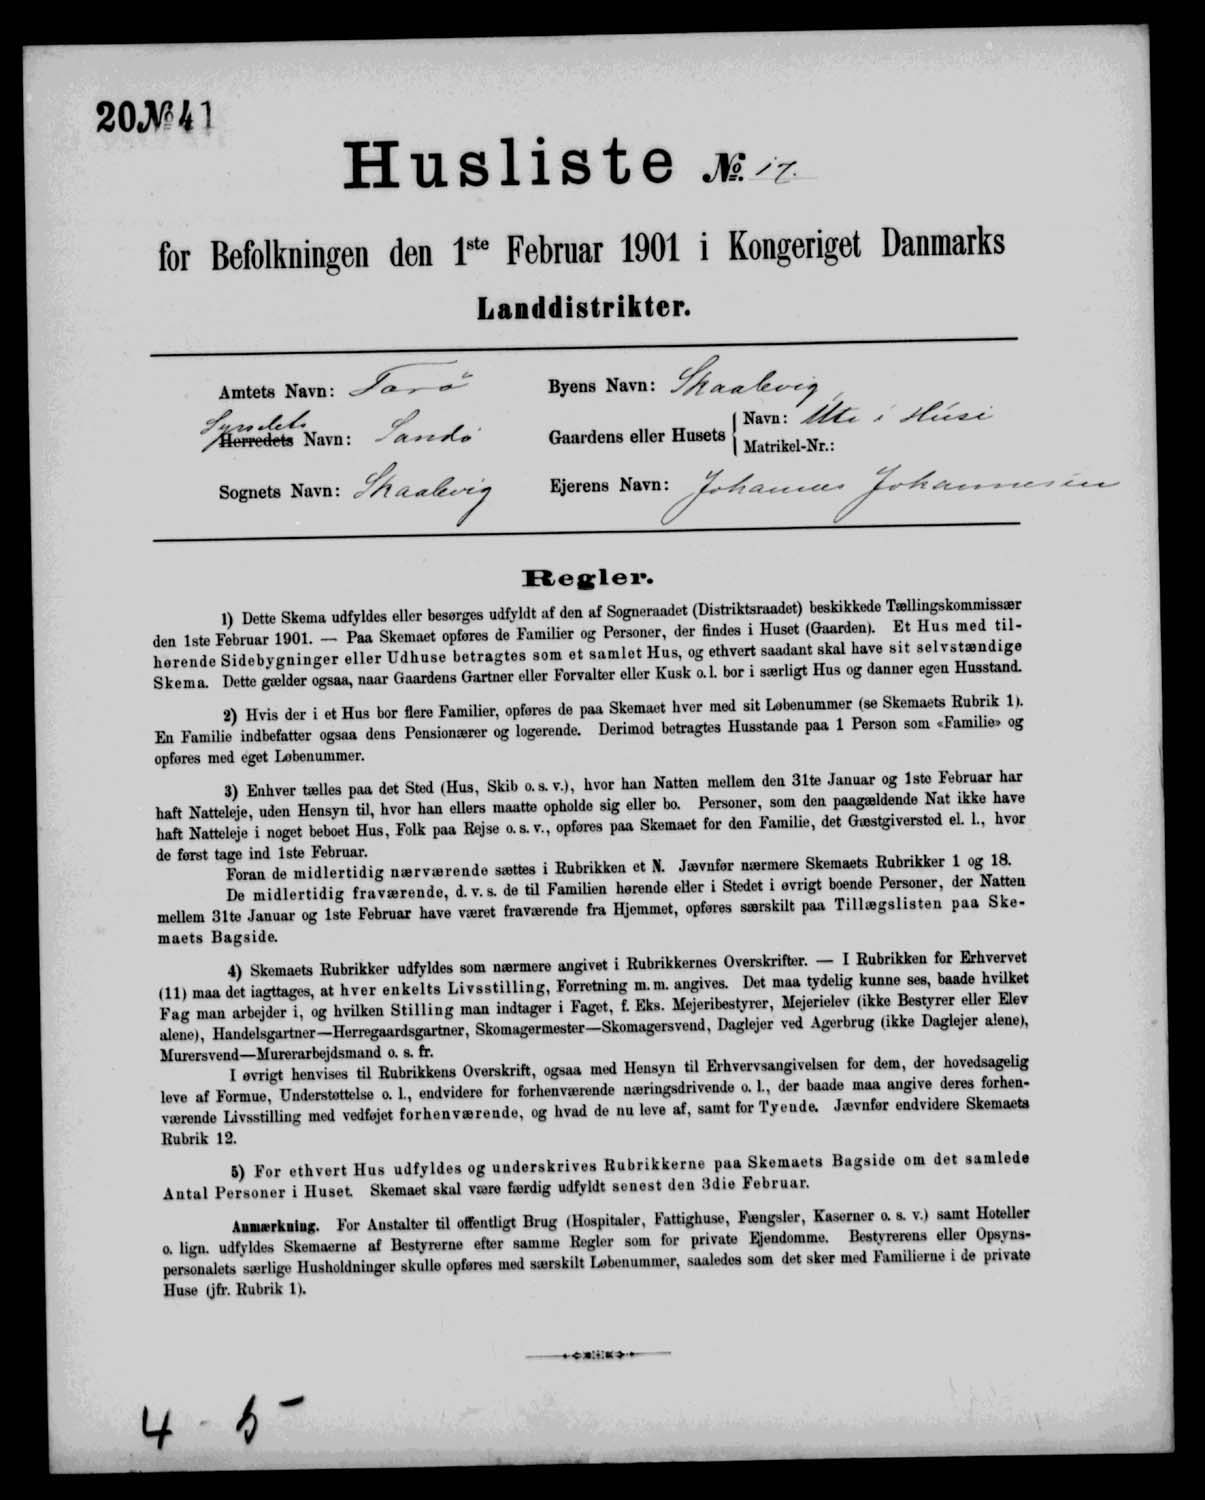 20 No 41
Husliste No. 17.
for Befolkningen den 1ste Februar 1901 i Kongeriget Danmarks
Landdistrikter.
Amtets Navn: Farø
Byens Navn: Skaalevig
Sysselets
Herredets Navn: Sandø
Gaardens eller Husets
Navn: Uti i Húsi
Matrikel-Nr.:
Sognets Navn: Skaalevig
Ejerens Navn: Johannes Johannesen
Regler.
1) Dette Skema udfyldes eller besørges udfyldt af den af Sogneraadet (Distriktsraadet) beskikkede Tællingskommissær
den 1ste Februar 1901. — Paa Skemaet opføres de Familier og Personer, der findes i Huset (Gaarden). Et Hus med til-
hørende Sidebygninger eller Udhuse betragtes som et samlet Hus, og ethvert saadant skal have sit selvstændige
Skema. Dette gælder ogsaa, naar Gaardens Gartner eller Forvalter eller Kusk o. l. bor i særligt Hus og danner egen Husstand.
2) Hvis der i et Hus bor flere Familier, opføres de paa Skemaet hver med sit Løbenummer (se Skemaets Rubrik 1).
En Familie indbefatter ogsaa dens Pensionærer og logerende. Derimod betragtes Husstande paa 1 Person som «Familie» og
opføres med eget Løbenummer.
3) Enhver tælles paa det Sted (Hus, Skib o. s. v.), hvor han Natten mellem den 31te Januar og 1ste Februar har
haft Natteleje, uden Hensyn til, hvor han ellers maatte opholde sig eller bo. Personer, som den paagældende Nat ikke have
haft Natteleje i noget beboet Hus, Folk paa Rejse o. s. v., opføres paa Skemaet for den Familie, det Gæstgiversted el. l., hvor
de først tage ind 1ste Februar.
Foran de midlertidig nærværende sættes i Rubrikken et N. Jævnfør nærmere Skemaets Rubrikker 1 og 18.
De midlertidig fraværende, d. v. s. de til Familien hørende eller i Stedet i øvrigt boende Personer, der Natten
mellem 31te Januar og 1ste Februar have været fraværende fra Hjemmet, opføres særskilt paa Tillægslisten paa Ske-
maets Bagside.
4) Skemaets Rubrikker udfyldes som nærmere angivet i Rubrikkernes Overskrifter. — I Rubrikken for Erhvervet
(11) maa det iagttages, at hver enkelts Livsstilling, Forretning m. m. angives. Det maa tydelig kunne ses, baade hvilket
Fag man arbejder i, og hvilken Stilling man indtager i Faget, f. Eks. Mejeribestyrer, Mejerielev (ikke Bestyrer eller Elev
alene), Handelsgartner—Herregaardsgartner, Skomagermester—Skomagersvend, Daglejer ved Agerbrug (ikke Daglejer alene),
Murersvend—Murerarbejdsmand o. s. fr.
I øvrigt henvises til Rubrikkens Overskrift, ogsaa med Hensyn til Erhvervsangivelsen for dem, der hovedsagelig
leve af Formue, Understøttelse o. l., endvidere for forhenværende næringsdrivende o. l., der baade maa angive deres forhen-
værende Livsstilling med vedføjet forhenværende, og hvad de nu leve af, samt for Tyende. Jævnfør endvidere Skemaets
Rubrik 12.
5) For ethvert Hus udfyldes og underskrives Rubrikkerne paa Skemaets Bagside om det samlede
Antal Personer i Huset. Skemaet skal være færdig udfyldt senest den 3die Februar.
Anmærkning. For Anstalter til offentligt Brug (Hospitaler, Fattighuse, Fængsler, Kaserner o. s. v.) samt Hoteller
o. lign. udfyldes Skemaerne af Bestyrerne efter samme Regler som for private Ejendomme. Bestyrerens eller Opsyns-
personalets særlige Husholdninger skulle opføres med særskilt Løbenummer, saaledes som det sker med Familierne i de private
Huse (jfr. Rubrik 1).
4 - 5